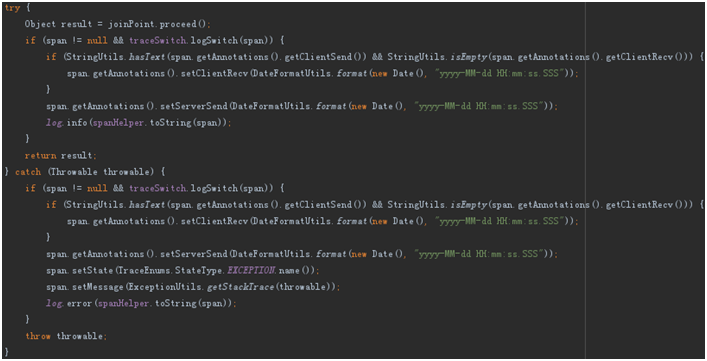 try {
    Object result = joinPoint.proceed();
    if (span != null && traceSwitch.logSwitch(span)) {
        if (StringUtils.hasText(span.getAnnotations().getClientSend()) && StringUtils.isEmpty(span.getAnnotations().getClientRecv())) {
            span.getAnnotations().setClientRecv(DateFormatUtils.format(new Date(), "yyyy-MM-dd HH:mm:ss.SSS"));
        }
        span.getAnnotations().setServerSend(DateFormatUtils.format(new Date(), "yyyy-MM-dd HH:mm:ss.SSS"));
        log.info(spanHelper.toString(span));
    }
    return result;
} catch (Throwable throwable) {
    if (span != null && traceSwitch.logSwitch(span)) {
        if (StringUtils.hasText(span.getAnnotations().getClientSend()) && StringUtils.isEmpty(span.getAnnotations().getClientRecv())) {
            span.getAnnotations().setClientRecv(DateFormatUtils.format(new Date(), "yyyy-MM-dd HH:mm:ss.SSS"));
        }
        span.getAnnotations().setServerSend(DateFormatUtils.format(new Date(), "yyyy-MM-dd HH:mm:ss.SSS"));
        span.setState(TraceEnums.StateType.EXCEPTION.name());
        span.setMessage(ExceptionUtils.getStackTrace(throwable));
        log.error(spanHelper.toString(span));
    }
    throw throwable;
}